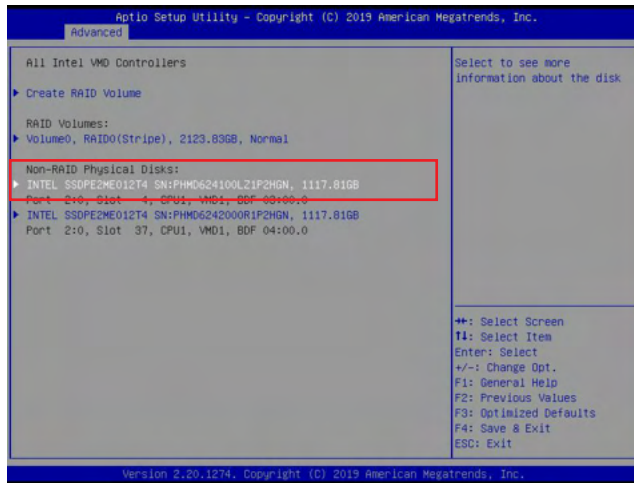 Aptio Setup Utility - Copyright (C) 2019 American Megatrends, Inc.
Advanced
All Intel VMD Controllers
Create RAID Volume
RAID Volumes:
Volume0, RAID0(Stripe), 2123.83GB, Normal
Non-RAID Physical Disks:
INTEL SSDPE2ME012T4 SN:PHMD624100LZ1P2HGN, 1117.81GB
Port 2:0, Slot 4, CPU1, VMD1, BDF 03:00.0
INTEL SSDPE2ME012T4 SN:PHMD6242000R1P2HGN, 1117.81GB
Port 2:0, Slot 37, CPU1, VMD1, BDF 04:00.0
Select to see more
information about the disk
→←: Select Screen
↑↓: Select Item
Enter: Select
+/-: Change Opt.
F1: General Help
F2: Previous Values
F3: Optimized Defaults
F4: Save & Exit
ESC: Exit
Version 2.20.1274. Copyright (C) 2019 American Megatrends, Inc.